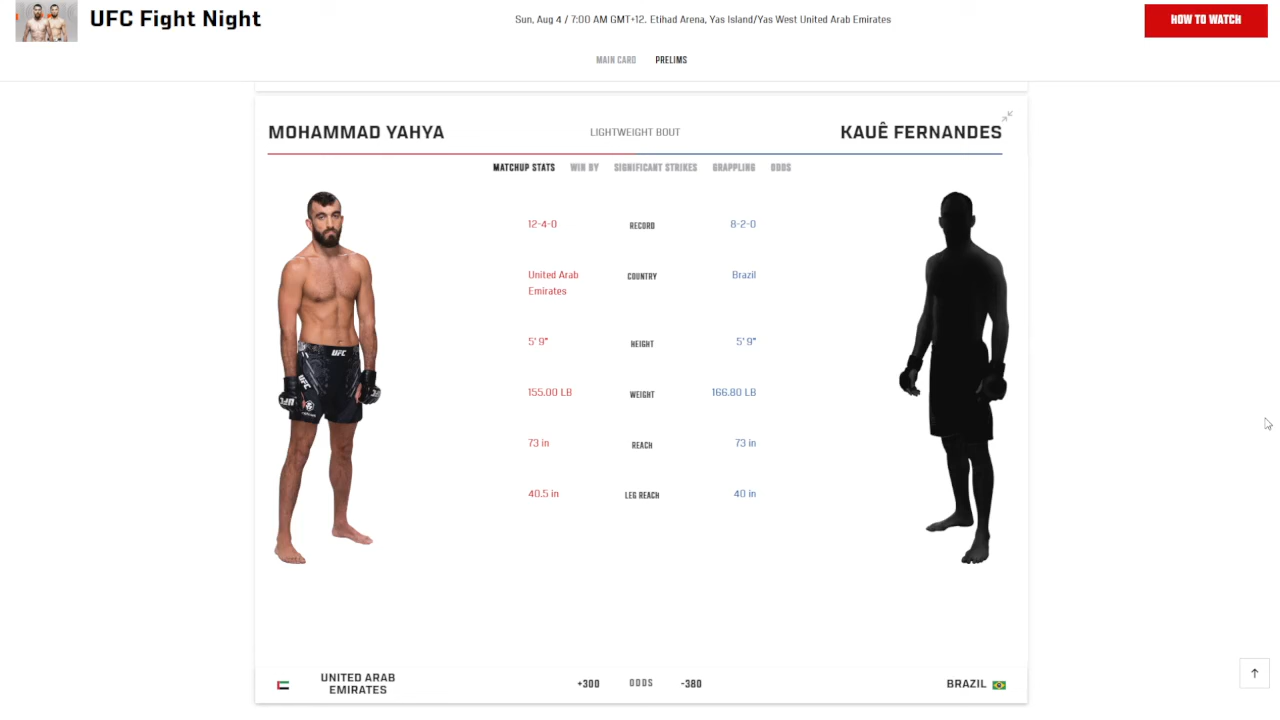 UFC Fight Night
Sun, Aug 4 / 7:00 AM GMT+12. Etihad Arena, Yas Island/Yas West United Arab Emirates
HOW TO WATCH
MAIN CARD PRELIMS
MOHAMMAD YAHYA LIGHTWEIGHT BOUT KAUÊ FERNANDES
MATCHUP STATS WIN BY SIGNIFICANT STRIKES GRAPPLING ODDS
12-4-0 RECORD 8-2-0
United Arab
Emirates
COUNTRY Brazil
5' 9" HEIGHT 5' 9"
155.00 LB WEIGHT 166.80 LB
73 in REACH 73 in
40.5 in LEG REACH 40 in
UFC
UFC
UFC
UNITED ARAB
EMIRATES
+300 ODDS -380
BRAZIL